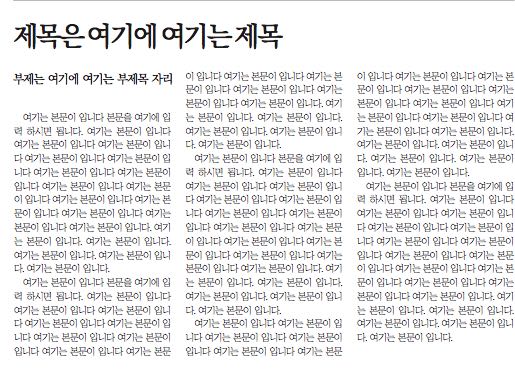 제목은 여기에 여기는 제목
부제는 여기에 여기는 부제목 자리
여기는 본문이 입니다 본문을 여기에 입
력 하시면 됩니다. 여기는 본문이 입니다
여기는 본문이 입니다 여기는 본문이 입니
다 여기는 본문이 입니다 여기는 본문이 입
니다 여기는 본문이 입니다 여기는 본문이
입니다 여기는 본문이 입니다 여기는 본문
이 입니다 여기는 본문이 입니다 여기는 본
문이 입니다 여기는 본문이 입니다 여기는
본문이 입니다. 여기는 본문이 입니다. 여기
는 본문이 입니다. 여기는 본문이 입니다.
여기는 본문이 입니다. 여기는 본문이 입니
다. 여기는 본문이 입니다.
여기는 본문이 입니다 본문을 여기에 입
력 하시면 됩니다. 여기는 본문이 입니다
여기는 본문이 입니다 여기는 본문이 입니
다 여기는 본문이 입니다 여기는 본문이 입
니다 여기는 본문이 입니다 여기는 본문이
입니다 여기는 본문이 입니다 여기는 본문
이 입니다 여기는 본문이 입니다 여기는 본
문이 입니다 여기는 본문이 입니다 여기는
본문이 입니다 여기는 본문이 입니다. 여기
는 본문이 입니다. 여기는 본문이 입니다.
여기는 본문이 입니다. 여기는 본문이 입니
다. 여기는 본문이 입니다.
여기는 본문이 입니다 본문을 여기에 입
력 하시면 됩니다. 여기는 본문이 입니다
여기는 본문이 입니다 여기는 본문이 입니
다 여기는 본문이 입니다 여기는 본문이 입
니다 여기는 본문이 입니다 여기는 본문이
입니다 여기는 본문이 입니다 여기는 본문
이 입니다 여기는 본문이 입니다 여기는 본
문이 입니다 여기는 본문이 입니다 여기는
본문이 입니다. 여기는 본문이 입니다. 여기
는 본문이 입니다. 여기는 본문이 입니다.
여기는 본문이 입니다. 여기는 본문이 입니
다. 여기는 본문이 입니다.
여기는 본문이 입니다 여기는 본문이 입
니다 여기는 본문이 입니다 여기는 본문이
입니다 여기는 본문이 입니다 여기는 본문
이 입니다 여기는 본문이 입니다 여기는 본
문이 입니다 여기는 본문이 입니다 여기는
본문이 입니다 여기는 본문이 입니다 여기
는 본문이 입니다 여기는 본문이 입니다 여
기는 본문이 입니다. 여기는 본문이 입니다.
여기는 본문이 입니다. 여기는 본문이 입니
다. 여기는 본문이 입니다. 여기는 본문이
입니다. 여기는 본문이 입니다.
여기는 본문이 입니다 본문을 여기에 입
력 하시면 됩니다. 여기는 본문이 입니다
여기는 본문이 입니다 여기는 본문이 입니
다 여기는 본문이 입니다 여기는 본문이 입
니다 여기는 본문이 입니다 여기는 본문이
입니다 여기는 본문이 입니다 여기는 본문
이 입니다 여기는 본문이 입니다 여기는 본
문이 입니다 여기는 본문이 입니다 여기는
본문이 입니다. 여기는 본문이 입니다. 여기
는 본문이 입니다. 여기는 본문이 입니다.
여기는 본문이 입니다. 여기는 본문이 입니
다. 여기는 본문이 입니다.